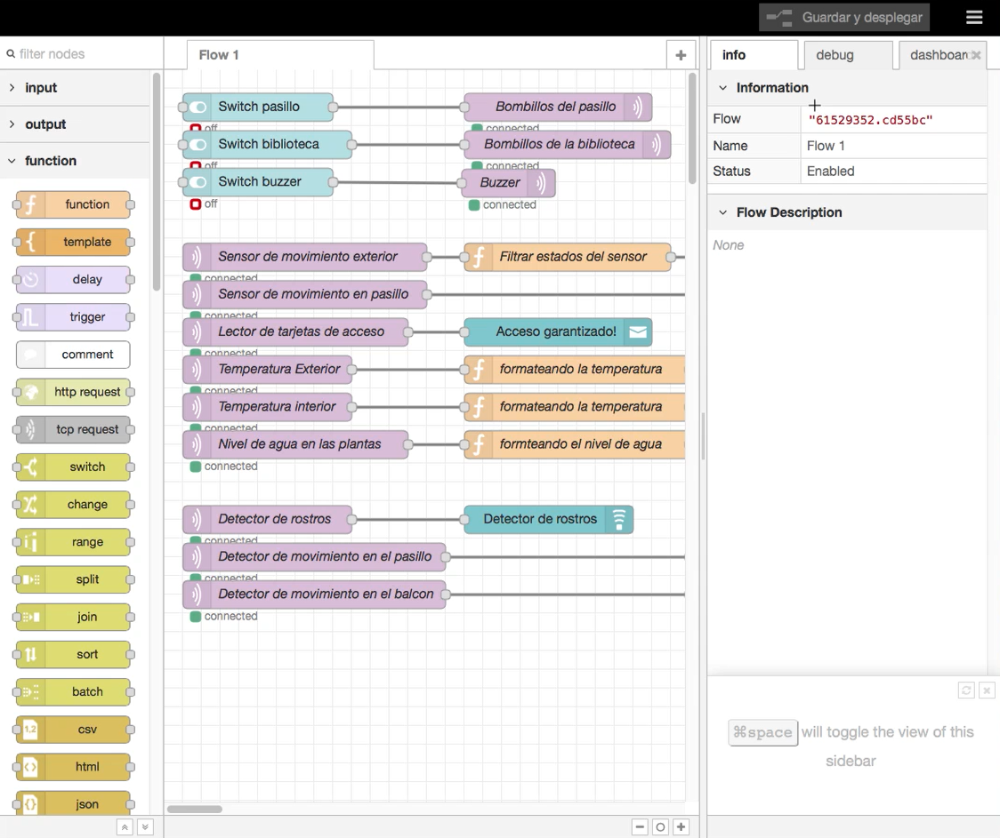 Guardar y desplegar
filter nodes
Flow 1
info
debug
dashboar
input
output
function
function
template
delay
trigger
comment
http request
tcp request
switch
change
range
split
join
sort
batch
csv
html
json
Switch pasillo
Bombillos del pasillo
off
connected
Switch biblioteca
Bombillos de la biblioteca
off
connected
Switch buzzer
Buzzer
off
connected
Sensor de movimiento exterior
Filtrar estados del sensor
connected
Sensor de movimiento en pasillo
connected
Lector de tarjetas de acceso
Acceso garantizado!
connected
Temperatura Exterior
formateando la temperatura
connected
Temperatura interior
formateando la temperatura
connected
Nivel de agua en las plantas
formteando el nivel de agua
connected
Detector de rostros
Detector de rostros
connected
Detector de movimiento en el pasillo
connected
Detector de movimiento en el balcon
connected
Information
Flow "61529352.cd55bc"
Name Flow 1
Status Enabled
Flow Description
None
⌘space will toggle the view of this
sidebar